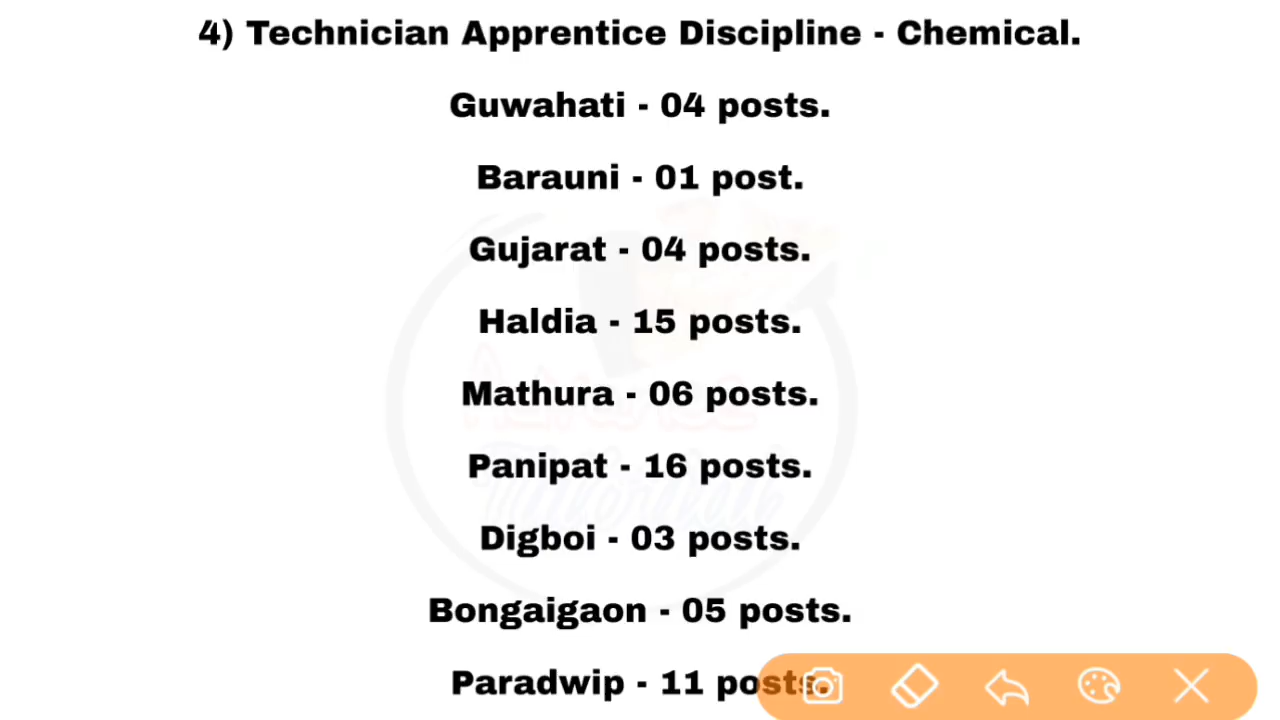 4) Technician Apprentice Discipline - Chemical.
Guwahati - 04 posts.
Barauni - 01 post.
Gujarat - 04 posts.
Haldia - 15 posts.
Mathura - 06 posts.
Panipat - 16 posts.
Digboi - 03 posts.
Bongaigaon - 05 posts.
Paradwip - 11 posts.